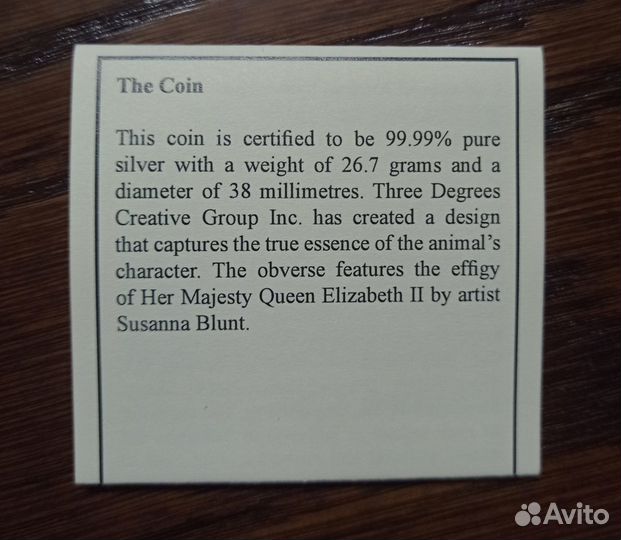 The Coin
This coin is certified to be 99.99% pure
silver with a weight of 26.7 grams and a
diameter of 38 millimetres. Three Degrees
Creative Group Inc. has created a design
that captures the true essence of the animal's
character. The obverse features the effigy
of Her Majesty Queen Elizabeth II by artist
Susanna Blunt.
Avito